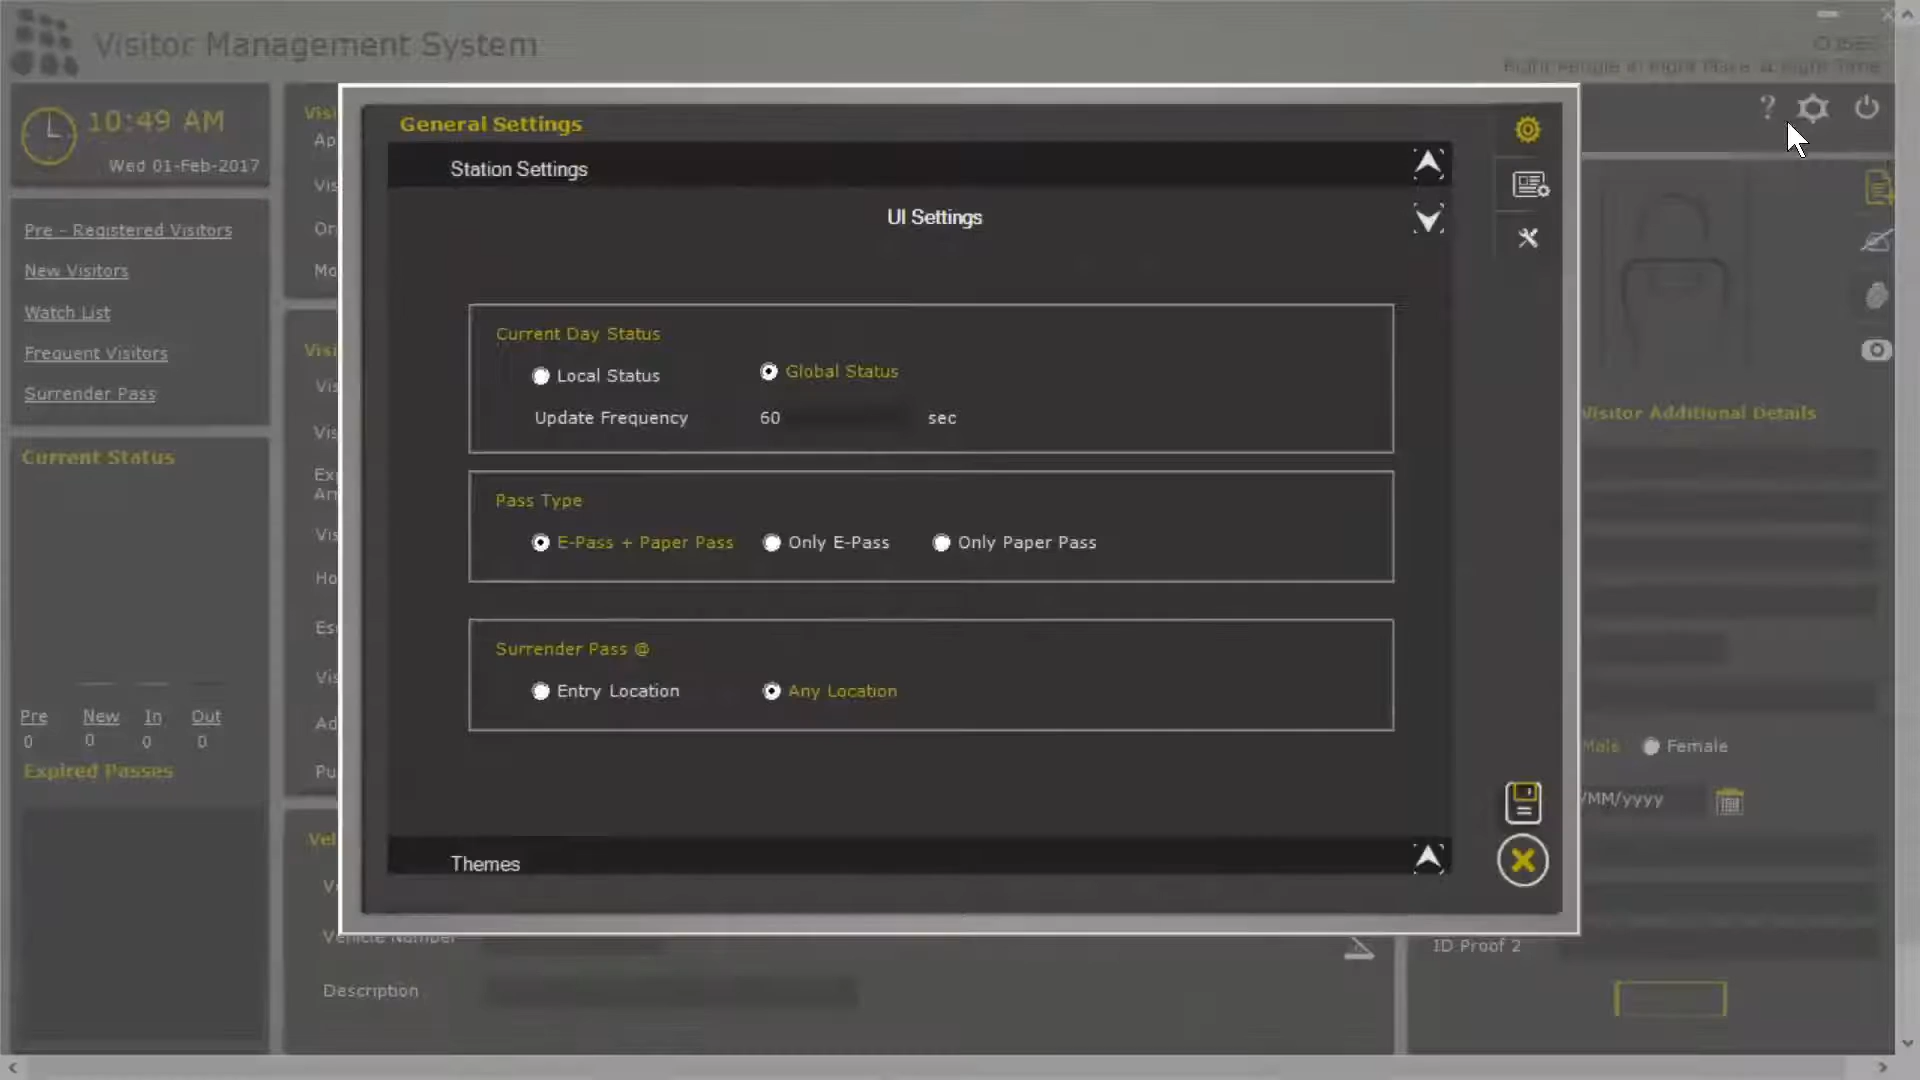 Visitor Management System
10:49 AM
Wed 01-Feb-2017
Pre - Registered Visitors
New Visitors
Watch List
Frequent Visitors
Surrender Pass
Current Status
Pre New In Out
0 0 0 0
Expired Passes
General Settings
Station Settings
UI Settings
Current Day Status
Local Status Global Status
Update Frequency 60 sec
Pass Type
E-Pass + Paper Pass Only E-Pass Only Paper Pass
Surrender Pass @
Entry Location Any Location
Themes
Vehicle Number
Description
?
Visitor Additional Details
Male Female
/MM/yyyy
ID Proof 2